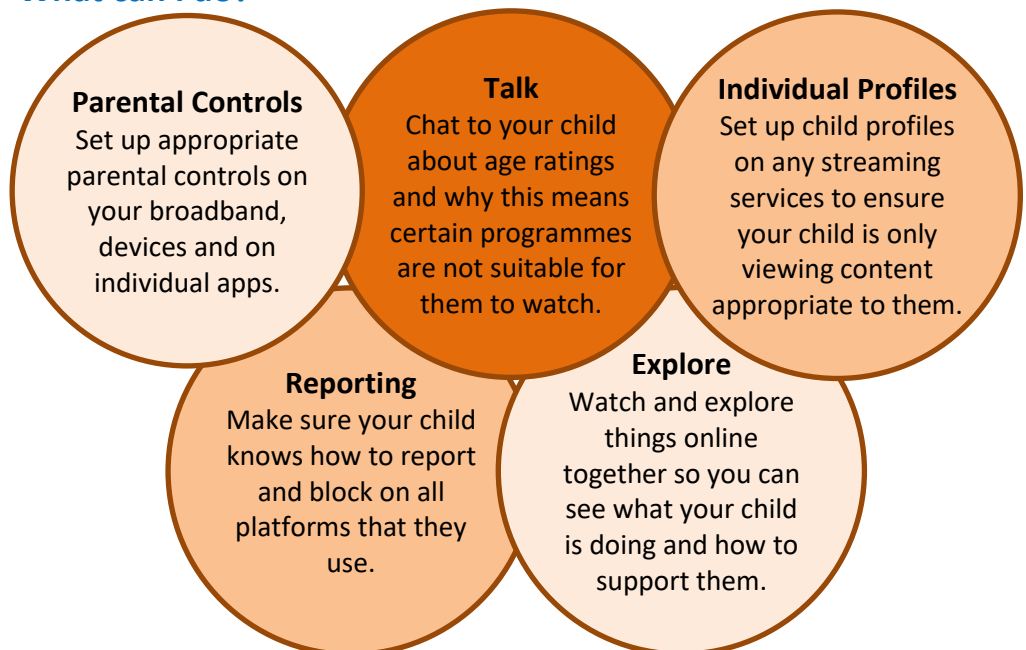 What can I do?
Parental Controls
Set up appropriate
parental controls on
your broadband,
devices and on
individual apps.
Talk
Chat to your child
about age ratings
and why this means
certain programmes
are not suitable for
them to watch.
Individual Profiles
Set up child profiles
on any streaming
services to ensure
your child is only
viewing content
appropriate to them.
Reporting
Make sure your child
knows how to report
and block on all
platforms that they
use.
Explore
Watch and explore
things online
together so you can
see what your child
is doing and how to
support them.